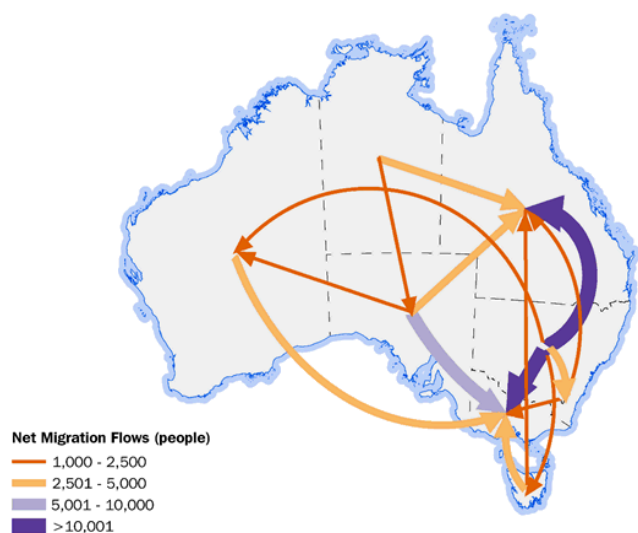 Net Migration Flows (people)
1,000 - 2,500
2,501 - 5,000
5,001 - 10,000
>10,001